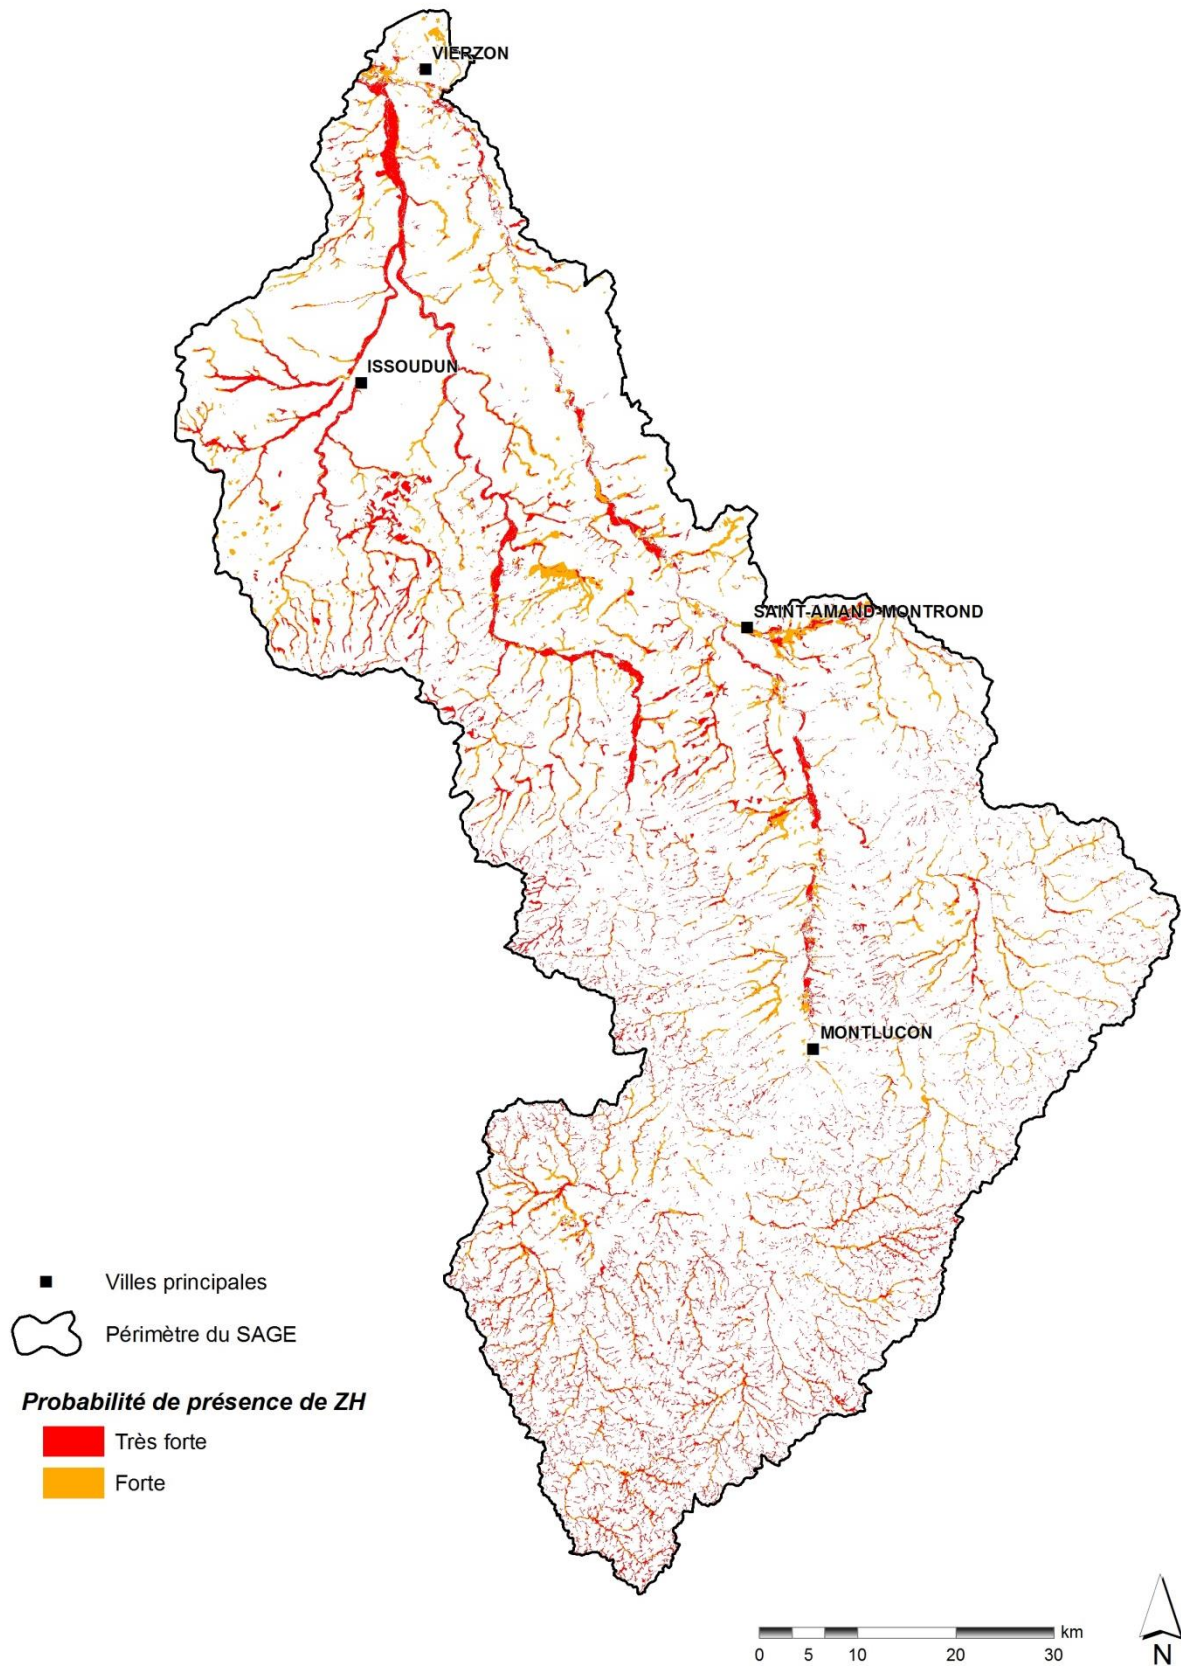 VIERZON
ISSOUDUN
SAINT-AMAND-MONTROND
MONTLUCON
Villes principales
Périmètre du SAGE
Probabilité de présence de ZH
Très forte
Forte
km
0 5 10 20 30
N